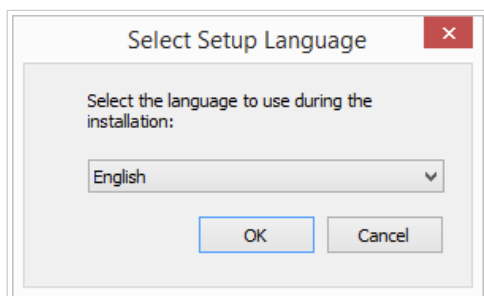 Select Setup Language
Select the language to use during the
installation:
English
OK
Cancel